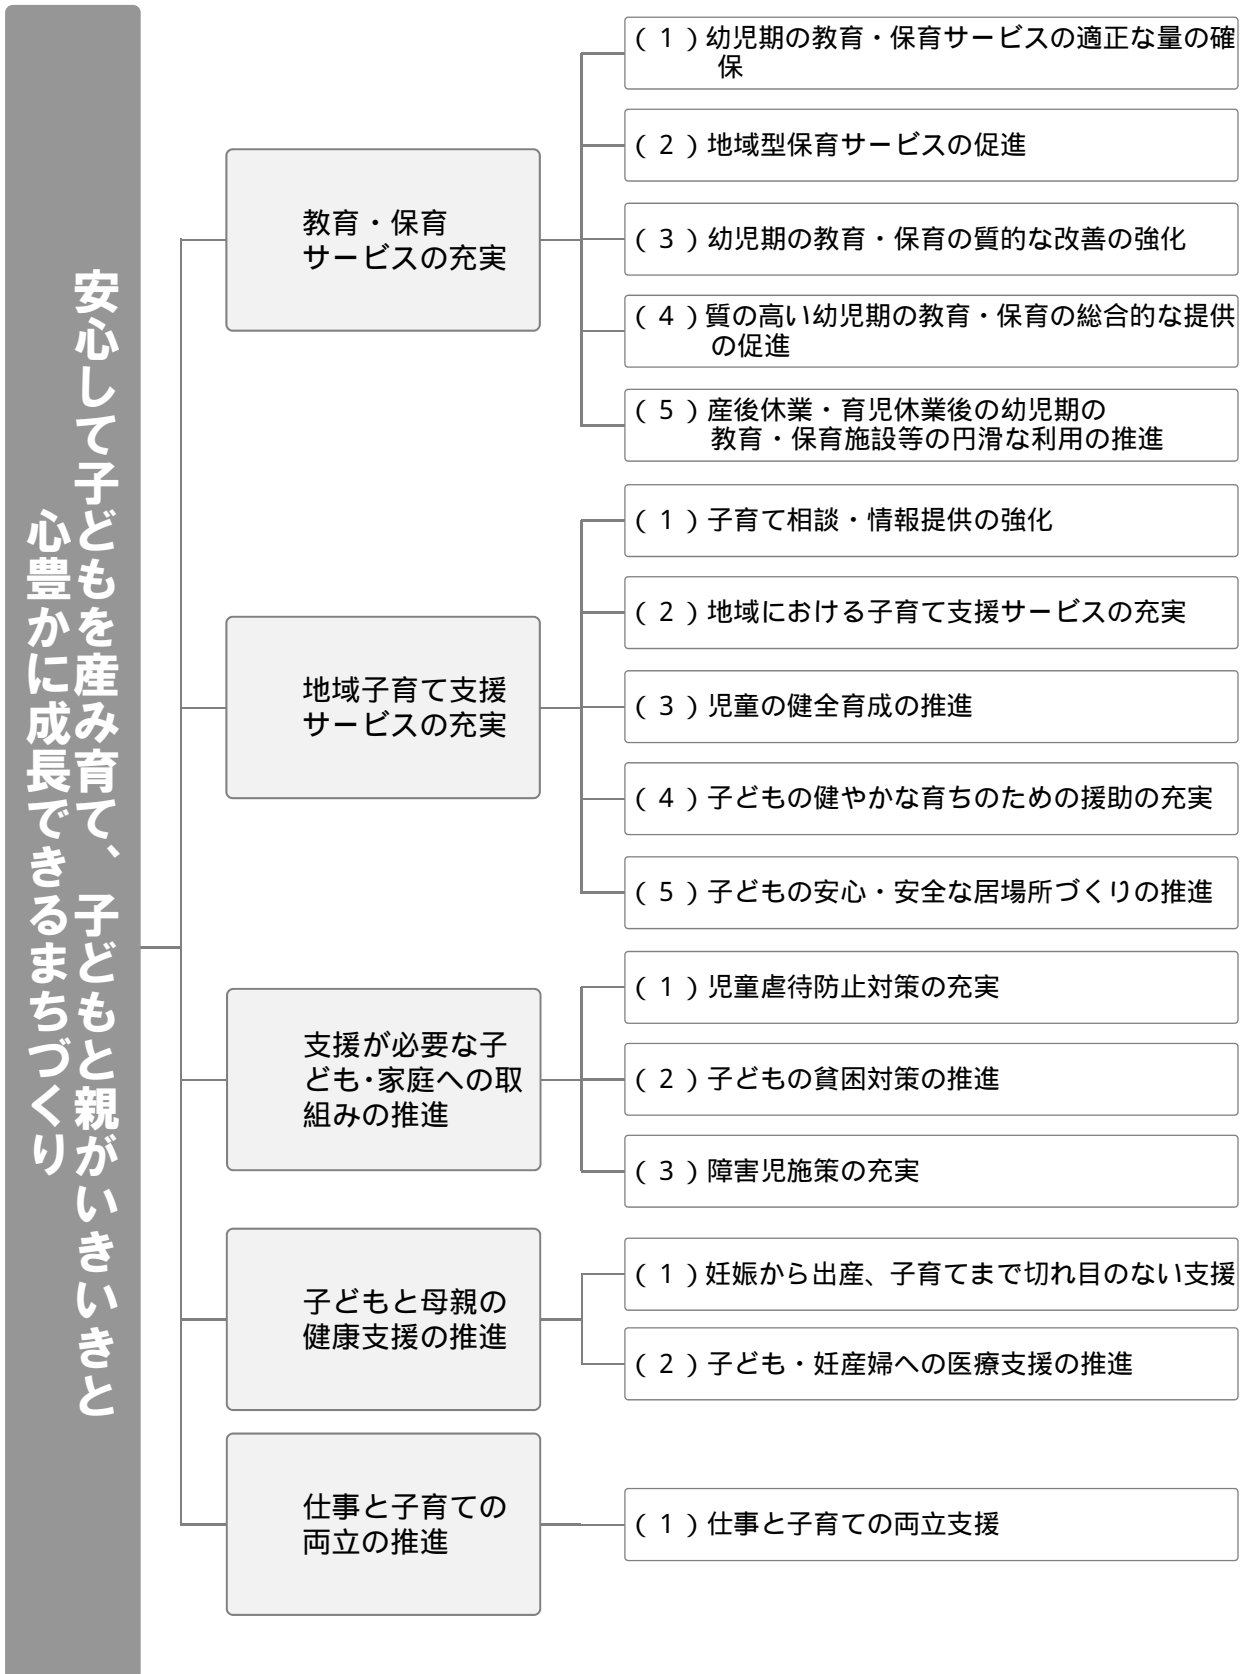 安心して子どもを産み育て、子どもと親がいきいきと
心豊かに成長できるまちづくり
教育・保育
サービスの充実
(1)幼児期の教育・保育サービスの適正な量の確
保
(2)地域型保育サービスの促進
(3)幼児期の教育・保育の質的な改善の強化
(4)質の高い幼児期の教育・保育の総合的な提供
の促進
(5)産後休業・育児休業後の幼児期の
教育・保育施設等の円滑な利用の推進
地域子育て支援
サービスの充実
(1)子育て相談・情報提供の強化
(2)地域における子育て支援サービスの充実
(3)児童の健全育成の推進
(4)子どもの健やかな育ちのための援助の充実
(5)子どもの安心・安全な居場所づくりの推進
支援が必要な子
ども・家庭への取
組みの推進
(1)児童虐待防止対策の充実
(2)子どもの貧困対策の推進
(3)障害児施策の充実
子どもと母親の
健康支援の推進
(1)妊娠から出産、子育てまで切れ目のない支援
(2)子ども・妊産婦への医療支援の推進
仕事と子育ての
両立の推進
(1)仕事と子育ての両立支援